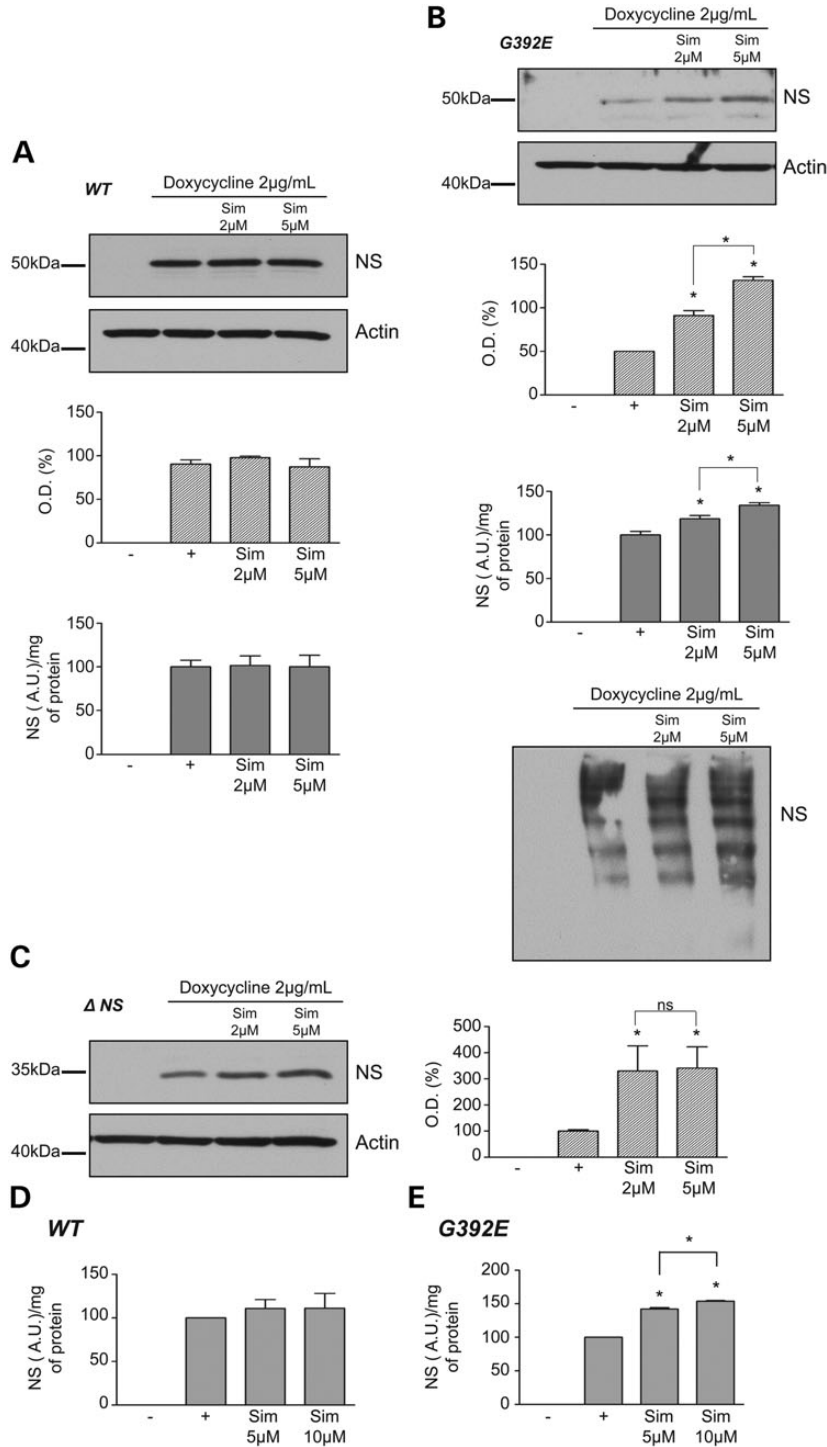 A
WT
Doxycycline 2µg/mL
Sim
2µM
Sim
5µM
50kDa
NS
40kDa
Actin
O.D. (%)
150
100
50
0
-
+
Sim
2µM
Sim
5µM
NS ( A.U.)/mg
of protein
150
100
50
0
-
+
Sim
2µM
Sim
5µM
B
G392E
Doxycycline 2µg/mL
Sim
2µM
Sim
5µM
50kDa
NS
Actin
40kDa
O.D. (%)
150
100
50
0
*
*
*
-
+
Sim
2µM
Sim
5µM
NS ( A.U.)/mg
of protein
150
100
50
0
*
*
*
-
+
Sim
2µM
Sim
5µM
Doxycycline 2µg/mL
Sim
2µM
Sim
5µM
NS
O.D. (%)
500
400
300
200
100
0
ns
*
*
-
+
Sim
2µM
Sim
5µM
C
Δ NS
Doxycycline 2µg/mL
Sim
2µM
Sim
5µM
35kDa
NS
Actin
40kDa
D
WT
NS ( A.U.)/mg
of protein
150
100
50
0
-
+
Sim
5µM
Sim
10µM
E
G392E
NS ( A.U.)/mg
of protein
200
150
100
50
0
*
*
*
-
+
Sim
5µM
Sim
10µM